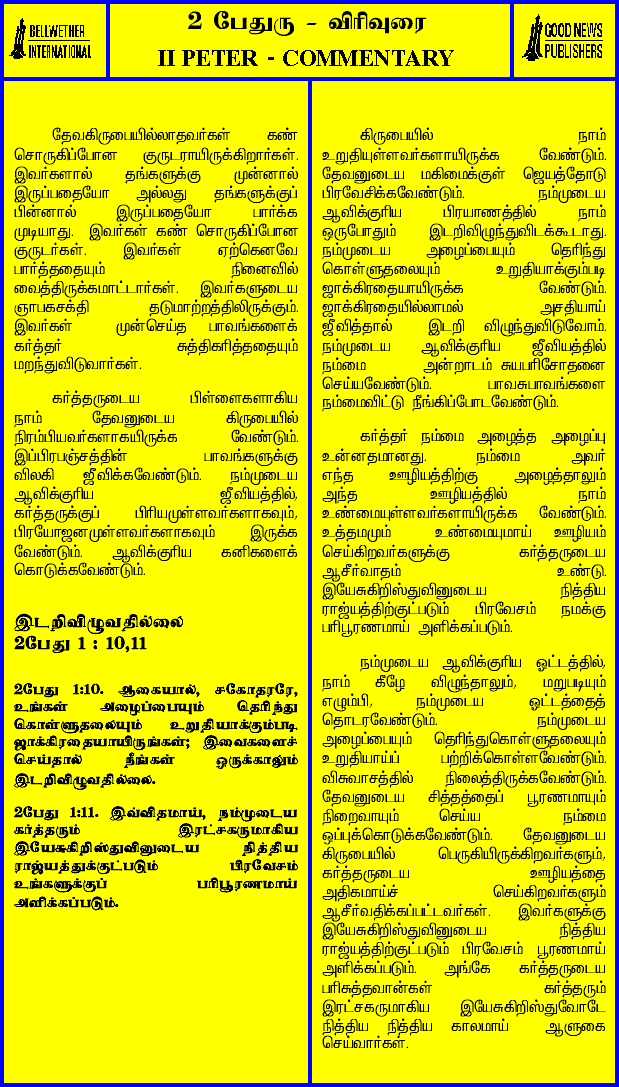 BELLWETHER
INTERNATIONAL
2 பேதுரு - விரிவுரை
II PETER - COMMENTARY
GOOD NEWS
PUBLISHERS
தேவகிருபையில்லாதவர்கள் கண்
சொருகிப்போன குருடராயிருக்கிறார்கள்.
இவர்களால் தங்களுக்கு முன்னால்
இருப்பதையோ அல்லது தங்களுக்குப்
பின்னால் இருப்பதையோ பார்க்க
முடியாது. இவர்கள் கண் சொருகிப்போன
குருடர்கள். இவர்கள் ஏற்கெனவே
பார்த்ததையும் நினைவில்
வைத்திருக்கமாட்டார்கள். இவர்களுடைய
ஞாபகசக்தி தடுமாற்றத்திலிருக்கும்.
இவர்கள் முன்செய்த பாவங்களைக்
கர்த்தர் சுத்திகரித்ததையும்
மறந்துவிடுவார்கள்.
கர்த்தருடைய பிள்ளைகளாகிய
நாம் தேவனுடைய கிருபையில்
நிரம்பியவர்களாகயிருக்க வேண்டும்.
இப்பிரபஞ்சத்தின் பாவங்களுக்கு
விலகி ஜீவிக்கவேண்டும். நம்முடைய
ஆவிக்குரிய ஜீவியத்தில்,
கர்த்தருக்குப் பிரியமுள்ளவர்களாகவும்,
பிரயோஜனமுள்ளவர்களாகவும் இருக்க
வேண்டும். ஆவிக்குரிய கனிகளைக்
கொடுக்கவேண்டும்.
இடறிவிழுவதில்லை
2பேது 1 : 10,11
2பேது 1:10. ஆகையால், சகோதரரே,
உங்கள் அழைப்பையும் தெரிந்து
கொள்ளுதலையும் உறுதியாக்கும்படி
ஜாக்கிரதையாயிருங்கள்; இவைகளைச்
செய்தால் நீங்கள் ஒருக்காலும்
இடறிவிழுவதில்லை.
2பேது 1:11. இவ்விதமாய், நம்முடைய
கர்த்தரும் இரட்சகருமாகிய
இயேசுகிறிஸ்துவினுடைய நித்திய
ராஜ்யத்துக்குட்படும் பிரவேசம்
உங்களுக்குப் பரிபூரணமாய்
அளிக்கப்படும்.
கிருபையில் நாம்
உறுதியுள்ளவர்களாயிருக்க வேண்டும்.
தேவனுடைய மகிமைக்குள் ஜெயத்தோடு
பிரவேசிக்கவேண்டும். நம்முடைய
ஆவிக்குரிய பிரயாணத்தில் நாம்
ஒருபோதும் இடறிவிழுந்துவிடக்கூடாது.
நம்முடைய அழைப்பையும் தெரிந்து
கொள்ளுதலையும் உறுதியாக்கும்படி
ஜாக்கிரதையாயிருக்க வேண்டும்.
ஜாக்கிரதையில்லாமல் அசதியாய்
ஜீவித்தால் இடறி விழுந்துவிடுவோம்.
நம்முடைய ஆவிக்குரிய ஜீவியத்தில்
நம்மை அன்றாடம் சுயபரிசோதனை
செய்யவேண்டும். பாவசுபாவங்களை
நம்மைவிட்டு நீங்கிப்போடவேண்டும்.
கர்த்தர் நம்மை அழைத்த அழைப்பு
உன்னதமானது. நம்மை அவர்
எந்த ஊழியத்திற்கு அழைத்தாலும்
அந்த ஊழியத்தில் நாம்
உண்மையுள்ளவர்களாயிருக்க வேண்டும்.
உத்தமமும் உண்மையுமாய் ஊழியம்
செய்கிறவர்களுக்கு கர்த்தருடைய
ஆசீர்வாதம் உண்டு.
இயேசுகிறிஸ்துவினுடைய நித்திய
ராஜ்யத்திற்குட்படும் பிரவேசம் நமக்கு
பரிபூரணமாய் அளிக்கப்படும்.
நம்முடைய ஆவிக்குரிய ஓட்டத்தில்,
நாம் கீழே விழுந்தாலும், மறுபடியும்
எழும்பி, நம்முடைய ஓட்டத்தைத்
தொடரவேண்டும். நம்முடைய
அழைப்பையும் தெரிந்துகொள்ளுதலையும்
உறுதியாய்ப் பற்றிக்கொள்ளவேண்டும்.
விசுவாசத்தில் நிலைத்திருக்கவேண்டும்.
தேவனுடைய சித்தத்தைப் பூரணமாயும்
நிறைவாயும் செய்ய நம்மை
ஒப்புக்கொடுக்கவேண்டும். தேவனுடைய
கிருபையில் பெருகியிருக்கிறவர்களும்,
கர்த்தருடைய ஊழியத்தை
அதிகமாய்ச் செய்கிறவர்களும்
ஆசீர்வதிக்கப்பட்டவர்கள். இவர்களுக்கு
இயேசுகிறிஸ்துவினுடைய நித்திய
ராஜ்யத்திற்குட்படும் பிரவேசம் பூரணமாய்
அளிக்கப்படும். அங்கே கர்த்தருடைய
பரிசுத்தவான்கள் கர்த்தரும்
இரட்சகருமாகிய இயேசுகிறிஸ்துவோடே
நித்திய நித்திய காலமாய் ஆளுகை
செய்வார்கள்.